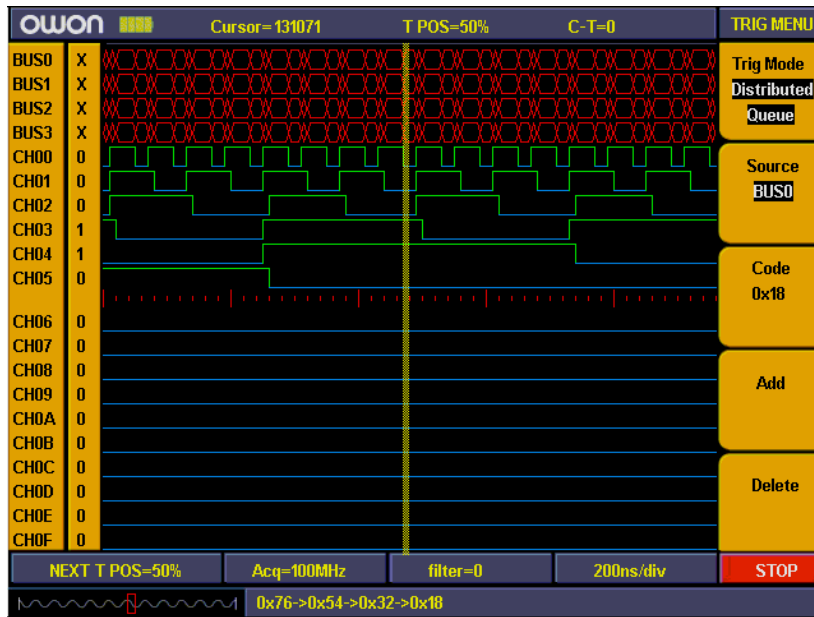 OWON Cursor=131071 T POS=50% C-T=0 TRIG MENU
BUS0 X
BUS1 X
BUS2 X
BUS3 X
CH00 0
CH01 0
CH02 0
CH03 1
CH04 1
CH05 0
CH06 0
CH07 0
CH08 0
CH09 0
CH0A 0
CH0B 0
CH0C 0
CH0D 0
CH0E 0
CH0F 0
Trig Mode
Distributed
Queue
Source
BUS0
Code
0x18
Add
Delete
NEXT T POS=50% Acq=100MHz filter=0 200ns/div STOP
0x76->0x54->0x32->0x18